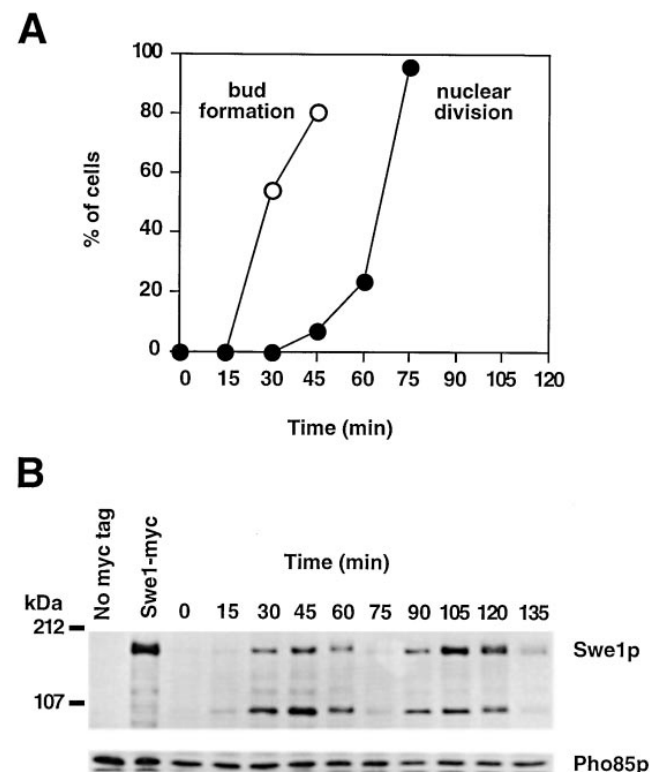 A
100
80
60
40
20
0
% of cells
bud
formation
nuclear
division
0 15 30 45 60 75 90 105 120
Time (min)
B
No myc tag
Swe1-myc
Time (min)
kDa
0 15 30 45 60 75 90 105 120 135
212
Swe1p
107
Pho85p